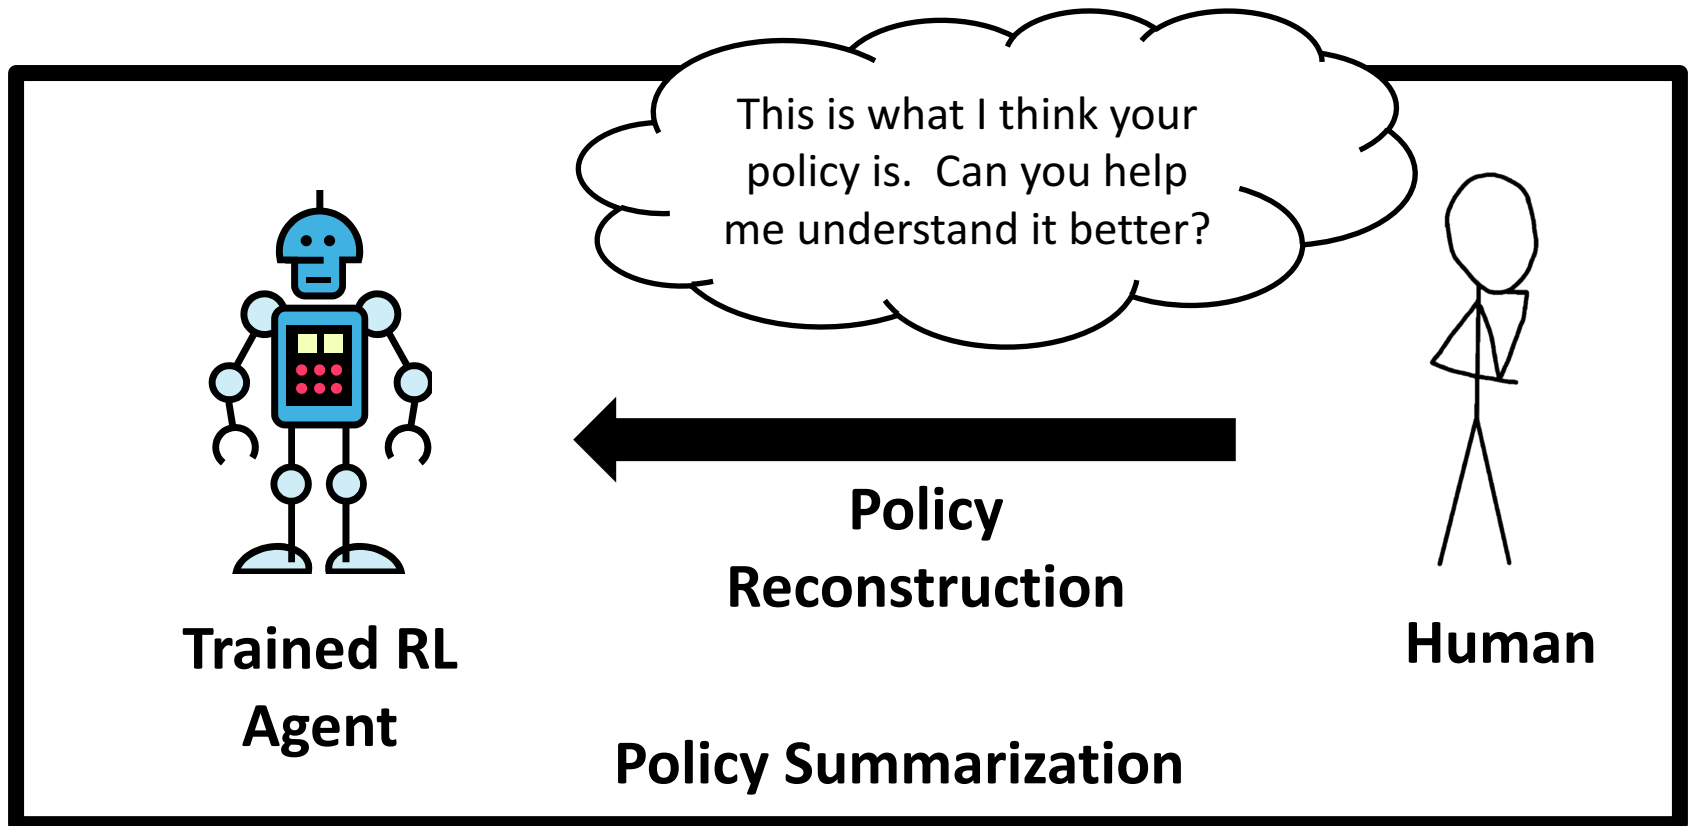 This is what I think your
policy is.  Can you help
me understand it better?
Policy
Reconstruction
Trained RL
Agent
Human
Policy Summarization